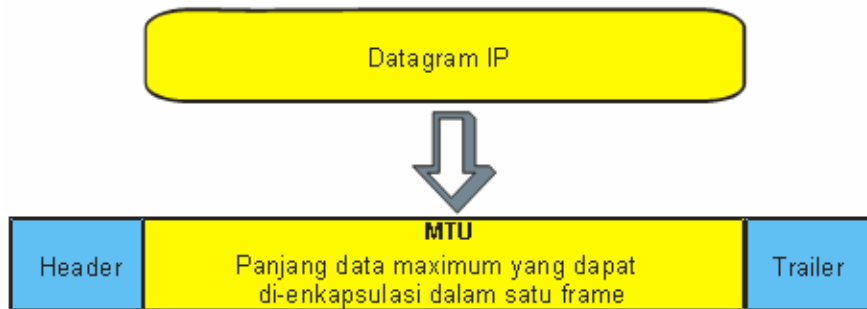 Datagram IP
MTU
Header
Panjang data maximum yang dapat
di-enkapsulasi dalam satu frame
Trailer